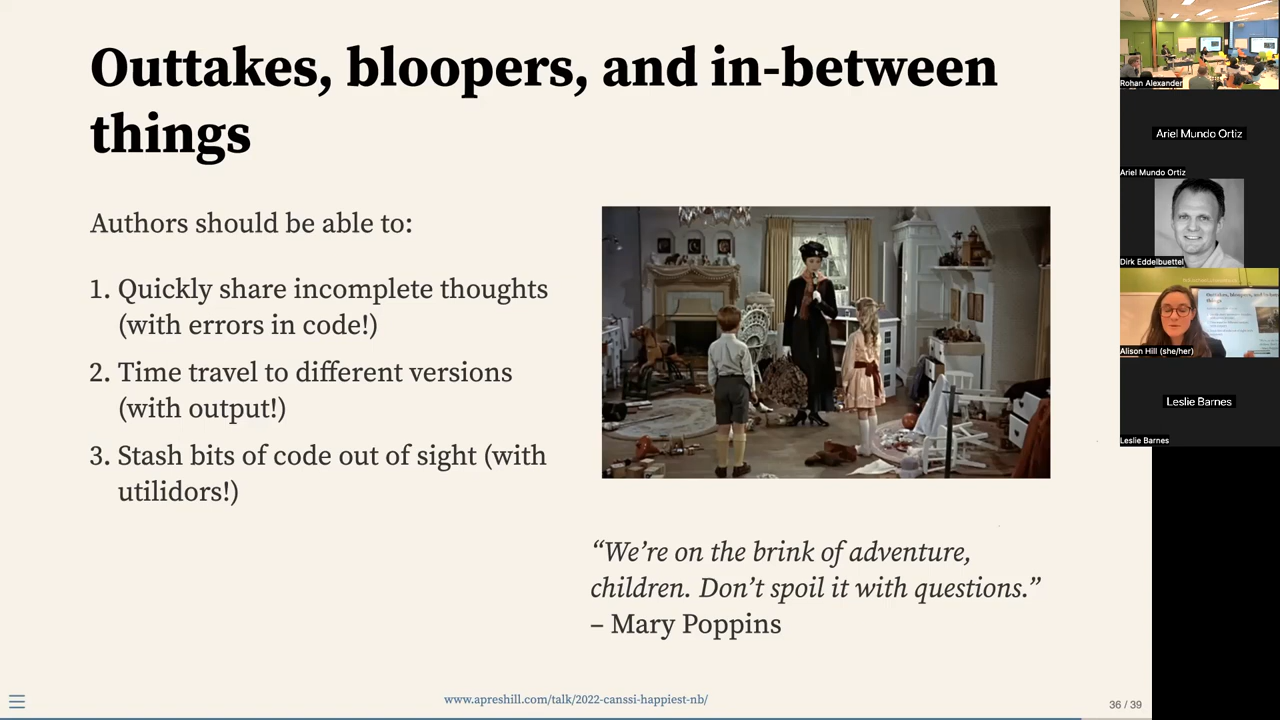 Outtakes, bloopers, and in-between
things
Authors should be able to:
1. Quickly share incomplete thoughts
(with errors in code!)
2. Time travel to different versions
(with output!)
3. Stash bits of code out of sight (with
utilidors!)
“We’re on the brink of adventure,
children. Don’t spoil it with questions.”
– Mary Poppins
www.apreshill.com/talk/2022-canssi-happiest-nb/
36 / 39
Rohan Alexander
Ariel Mundo Ortiz
Ariel Mundo Ortiz
Dirk Eddelbuettel
Alison Hill (she/her)
Leslie Barnes
Leslie Barnes